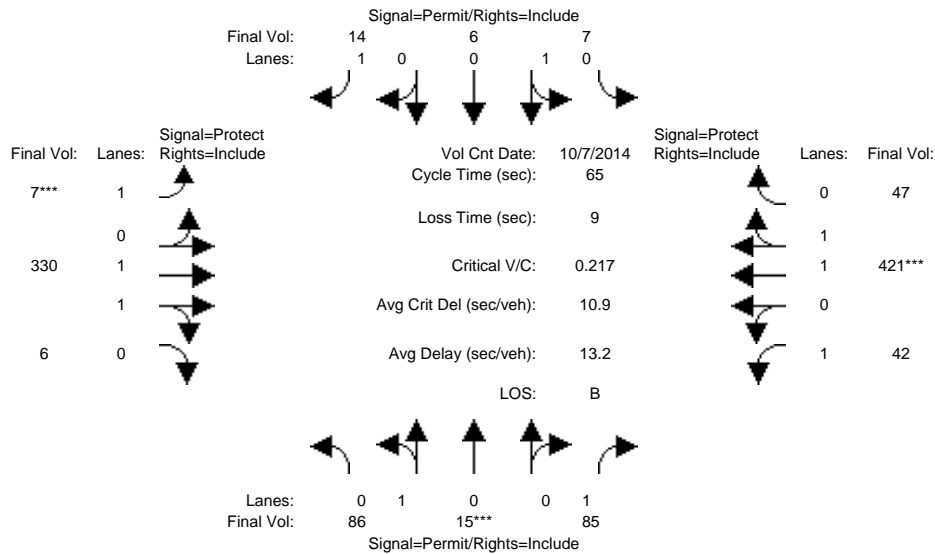 Signal=Permit/Rights=Include
Final Vol: 14 6 7
Lanes: 1 0 0 1 0
Signal=Protect Signal=Protect
Final Vol: Lanes: Rights=Include Vol Cnt Date: 10/7/2014 Rights=Include Lanes: Final Vol:
Cycle Time (sec): 65
7*** 1 0 47
Loss Time (sec): 9
0 1
330 1 Critical V/C: 0.217 1 421***
1 Avg Crit Del (sec/veh): 10.9 0
6 0 Avg Delay (sec/veh): 13.2 1 42
LOS: B
Lanes: 0 1 0 0 1
Final Vol: 86 15*** 85
Signal=Permit/Rights=Include